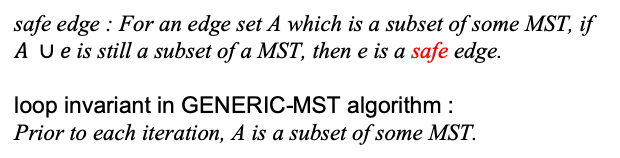 safe edge : For an edge set A which is a subset of some MST, if
A ∪ e is still a subset of a MST, then e is a safe edge.
loop invariant in GENERIC-MST algorithm :
Prior to each iteration, A is a subset of some MST.